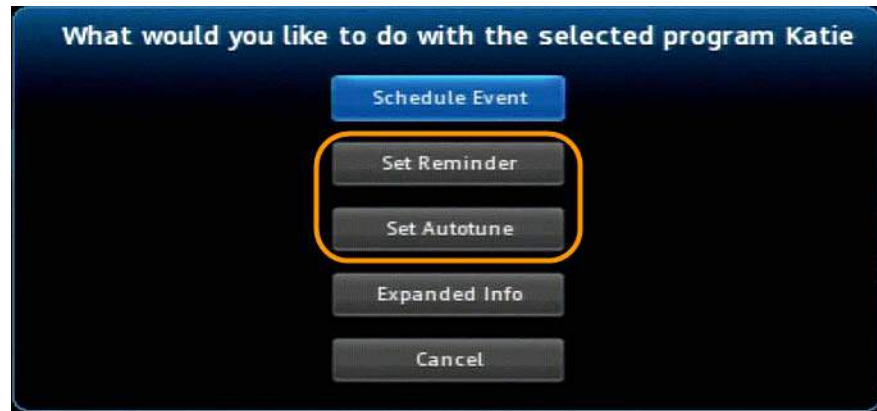 What would you like to do with the selected program Katie
Schedule Event
Set Reminder
Set Autotune
Expanded Info
Cancel